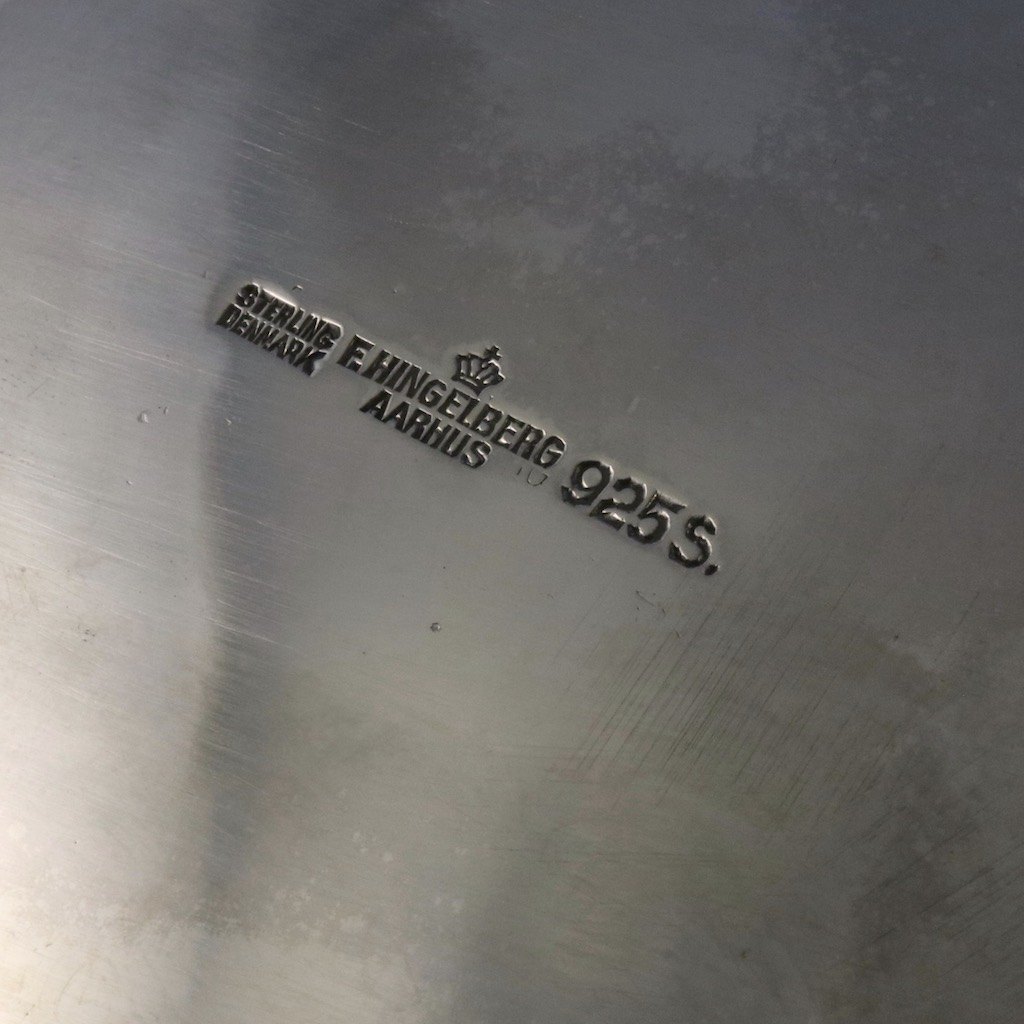 STERLING
DENMARK
F. HINGELBERG
AARHUS
925 S.